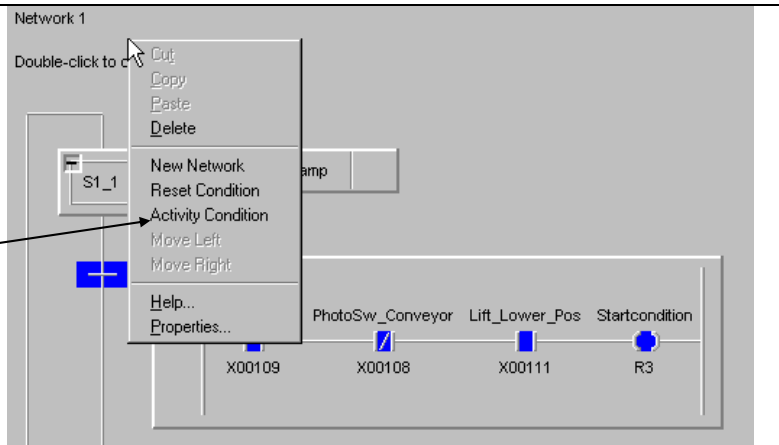 Network 1
Double-click to c
Cut
Copy
Paste
Delete
New Network
Reset Condition
Activity Condition
Move Left
Move Right
Help...
Properties...
S1_1
amp
PhotoSw_Conveyor Lift_Lower_Pos Startcondition
X00109 X00108 X00111 R3